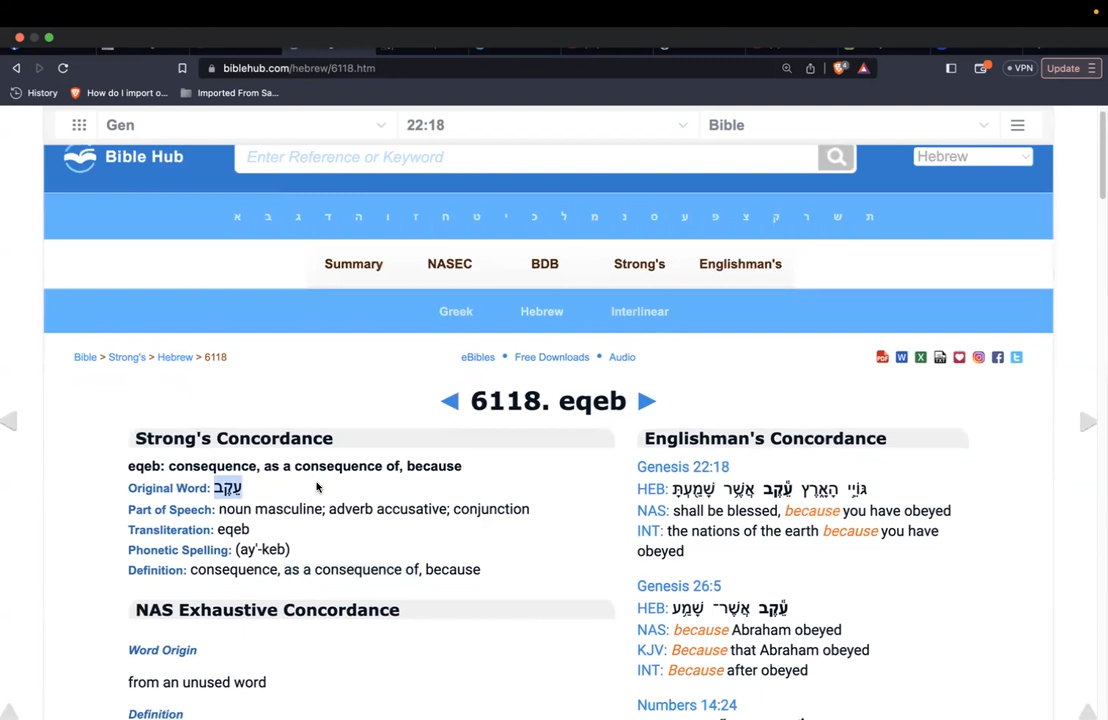 biblehub.com/hebrew/6118.htm
VPN
Update
History
How do I import o...
Imported From Sa...
Gen
22:18
Bible
Bible Hub
Enter Reference or Keyword
Hebrew
א ב ג ד ה ו ז ח ט י כ ל מ נ ס ע פ צ ק ר ש ת
Summary NASEC BDB Strong's Englishman's
Greek Hebrew Interlinear
Bible > Strong's > Hebrew > 6118
eBibles • Free Downloads • Audio
◀ 6118. eqeb ▶
Strong's Concordance
eqeb: consequence, as a consequence of, because
Original Word: עֵקֶב
Part of Speech: noun masculine; adverb accusative; conjunction
Transliteration: eqeb
Phonetic Spelling: (ay'-keb)
Definition: consequence, as a consequence of, because
NAS Exhaustive Concordance
Word Origin
from an unused word
Definition
Englishman's Concordance
Genesis 22:18
HEB: גּוֹיֵ֣י הָאָ֑רֶץ עֵ֕קֶב אֲשֶׁ֥ר שָׁמַ֖עְתָּ
NAS: shall be blessed, because you have obeyed
INT: the nations of the earth because you have
obeyed
Genesis 26:5
HEB: עֵ֕קֶב אֲשֶׁר־ שָׁמַ֥ע
NAS: because Abraham obeyed
KJV: Because that Abraham obeyed
INT: Because after obeyed
Numbers 14:24